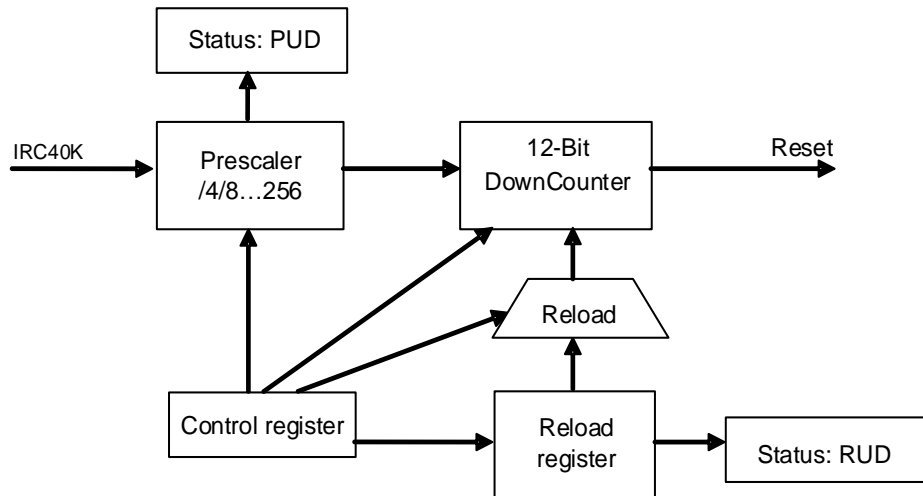 Status: PUD
IRC40K
Prescaler
/4/8...256
12-Bit
DownCounter
Reset
Reload
Control register
Reload
register
Status: RUD